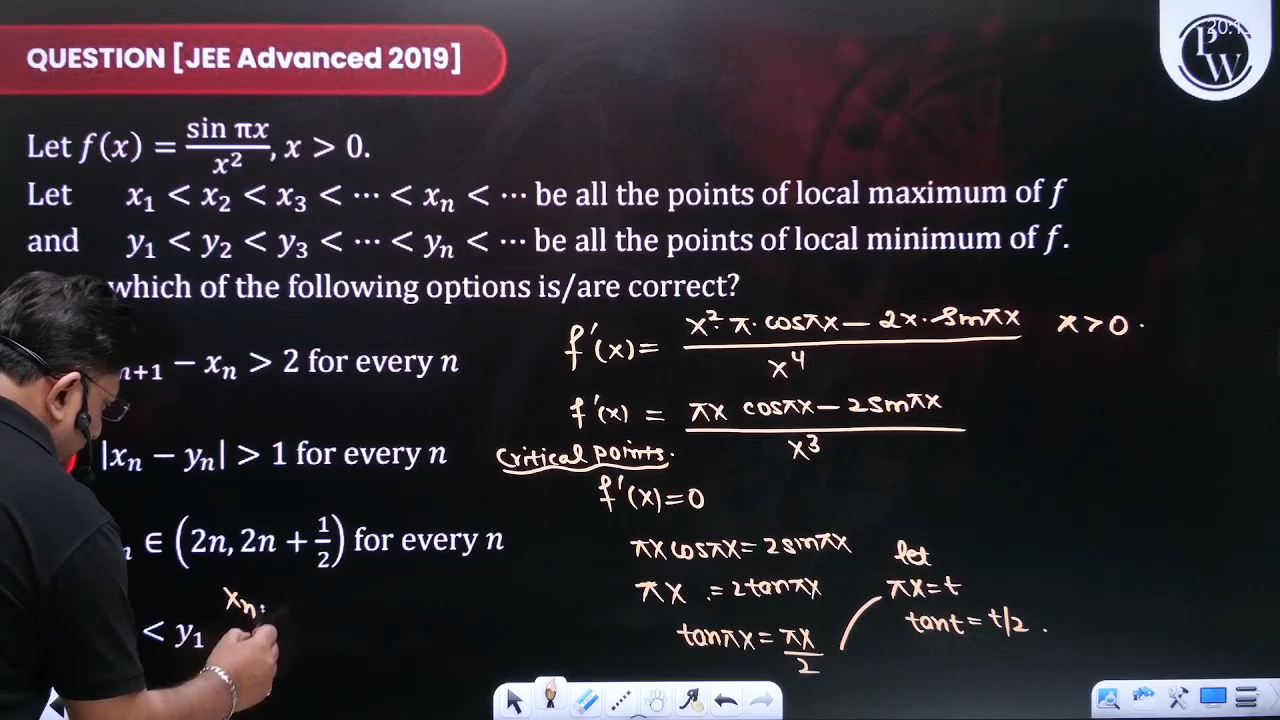 QUESTION [JEE Advanced 2019]
20:1
PW
Let f(x) = sin πx / x², x > 0.
Let x₁ < x₂ < x₃ < ⋯ < xₙ < ⋯ be all the points of local maximum of f
and y₁ < y₂ < y₃ < ⋯ < yₙ < ⋯ be all the points of local minimum of f.
which of the following options is/are correct?
ₙ₊₁ − xₙ > 2 for every n
|xₙ − yₙ| > 1 for every n
ₙ ∈ (2n, 2n + 1/2) for every n
< y₁
xₙ:
f'(x) = x²·π·cosπx − 2x·sinπx / x⁴ x>0.
f'(x) = πx cosπx − 2sinπx / x³
Critical points.
f'(x)=0
πx cosπx = 2sinπx
πx = 2tanπx
tanπx = πx/2
let
πx=t
tant = t/2.